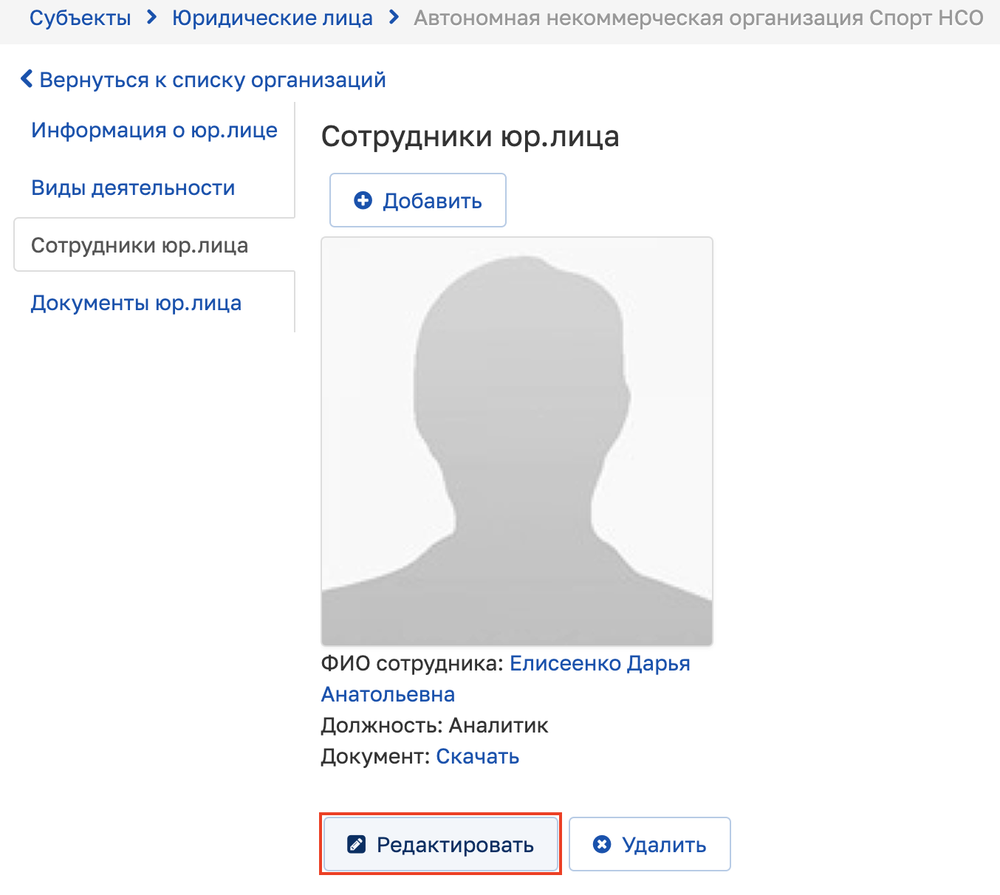 Субъекты > Юридические лица > Автономная некоммерческая организация Спорт НСО
Вернуться к списку организаций
Информация о юр.лице
Виды деятельности
Сотрудники юр.лица
Документы юр.лица
Сотрудники юр.лица
Добавить
ФИО сотрудника: Елисеенко Дарья
Анатольевна
Должность: Аналитик
Документ: Скачать
Редактировать
Удалить